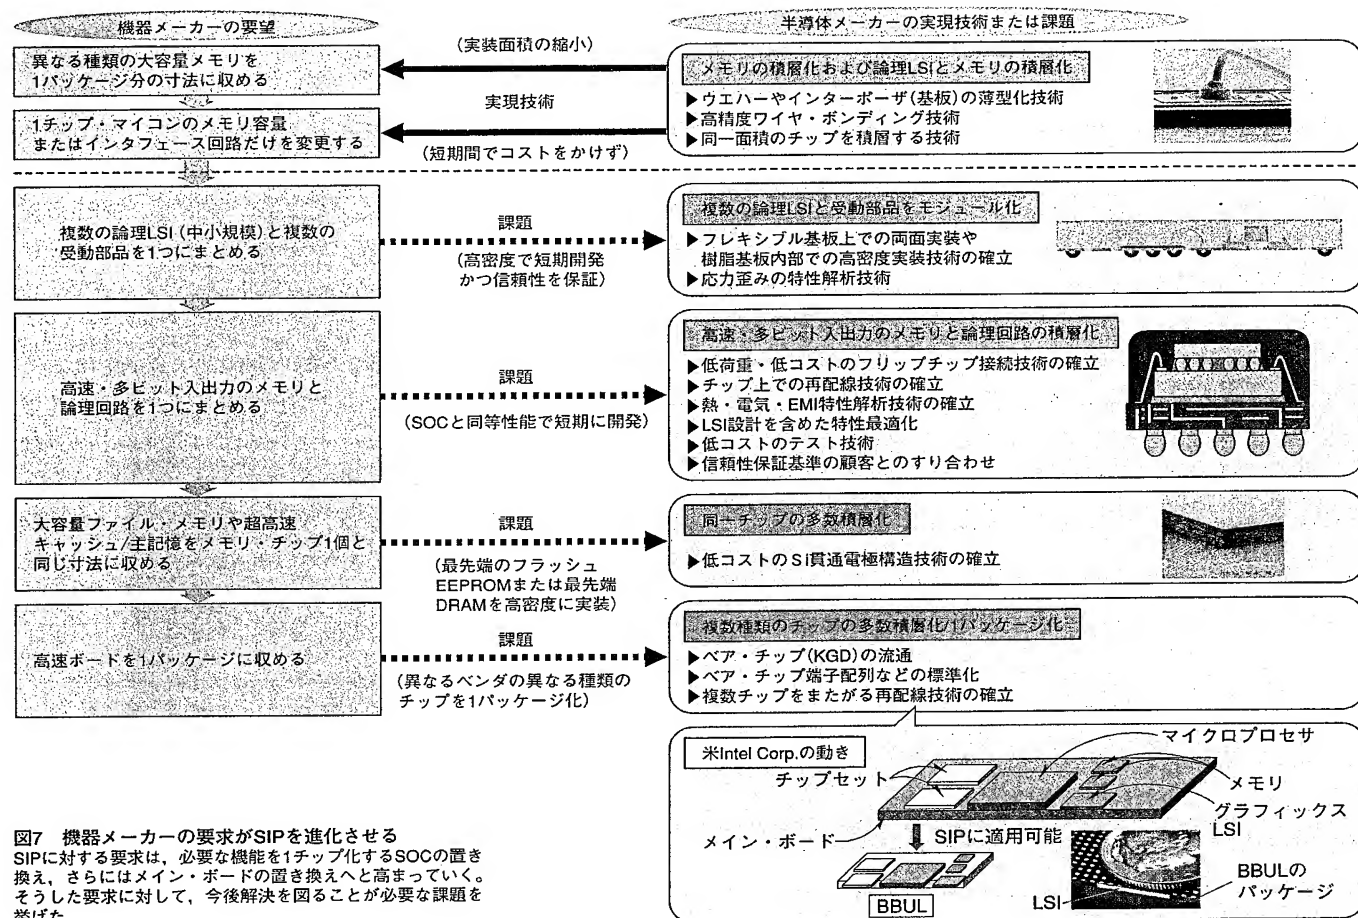 機器メーカーの要望
半導体メーカーの実現技術または課題
異なる種類の大容量メモリを
1パッケージ分の寸法に収める
(実装面積の縮小)
メモリの積層化および論理LSIとメモリの積層化
▶ウエハーやインターポーザ(基板)の薄型化技術
▶高精度ワイヤ・ボンディング技術
▶同一面積のチップを積層する技術
1チップ・マイコンのメモリ容量
またはインタフェース回路だけを変更する
実現技術
(短期間でコストをかけず)
複数の論理LSI(中小規模)と複数の
受動部品を1つにまとめる
課題
(高密度で短期開発
かつ信頼性を保証)
複数の論理LSIと受動部品をモジュール化
▶フレキシブル基板上での両面実装や
樹脂基板内部での高密度実装技術の確立
▶応力歪みの特性解析技術
高速・多ビット入出力のメモリと
論理回路を1つにまとめる
課題
(SOCと同等性能で短期に開発)
高速・多ビット入出力のメモリと論理回路の積層化
▶低荷重・低コストのフリップチップ接続技術の確立
▶チップ上での再配線技術の確立
▶熱・電気・EMI特性解析技術の確立
▶LSI設計を含めた特性最適化
▶低コストのテスト技術
▶信頼性保証基準の顧客とのすり合わせ
大容量ファイル・メモリや超高速
キャッシュ/主記憶をメモリ・チップ1個と
同じ寸法に収める
課題
(最先端のフラッシュ
EEPROMまたは最先端
DRAMを高密度に実装)
同一チップの多数積層化
▶低コストのSi貫通電極構造技術の確立
高速ボードを1パッケージに収める
課題
(異なるベンダの異なる種類の
チップを1パッケージ化)
複数種類のチップの多数積層化/1パッケージ化
▶ベア・チップ(KGD)の流通
▶ベア・チップ端子配列などの標準化
▶複数チップをまたがる再配線技術の確立
米Intel Corp.の動き
チップセット
マイクロプロセサ
メモリ
グラフィックス
LSI
メイン・ボード
SIPに適用可能
BBUL
LSI
BBULの
パッケージ
図7 機器メーカーの要求がSIPを進化させる
SIPに対する要求は,必要な機能を1チップ化するSOCの置き
換え,さらにはメイン・ボードの置き換えへと高まっていく。
そうした要求に対して,今後解決を図ることが必要な課題を
挙げた。